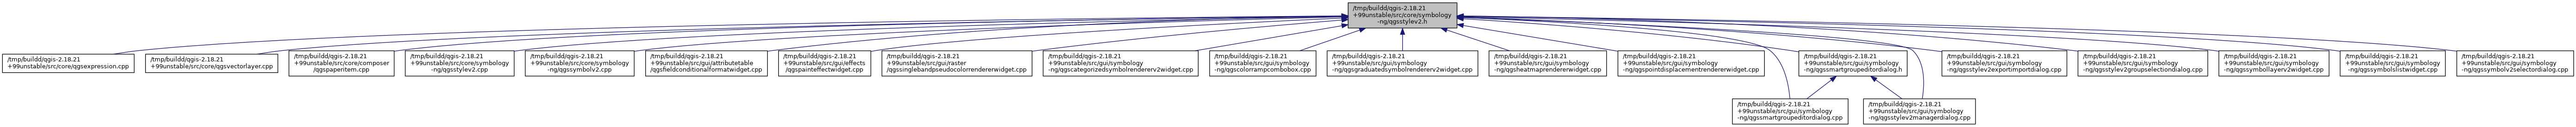 /tmp/buildd/qgis-2.18.21
+99unstable/src/core/symbology
-ng/qgsstylev2.h
/tmp/buildd/qgis-2.18.21
+99unstable/src/core/qgsexpression.cpp
/tmp/buildd/qgis-2.18.21
+99unstable/src/core/qgsvectorlayer.cpp
/tmp/buildd/qgis-2.18.21
+99unstable/src/core/composer
/qgspaperitem.cpp
/tmp/buildd/qgis-2.18.21
+99unstable/src/core/symbology
-ng/qgsstylev2.cpp
/tmp/buildd/qgis-2.18.21
+99unstable/src/core/symbology
-ng/qgssymbolv2.cpp
/tmp/buildd/qgis-2.18.21
+99unstable/src/gui/attributetable
/qgsfieldconditionalformatwidget.cpp
/tmp/buildd/qgis-2.18.21
+99unstable/src/gui/effects
/qgspainteffectwidget.cpp
/tmp/buildd/qgis-2.18.21
+99unstable/src/gui/raster
/qgssinglebandpseudocolorrendererwidget.cpp
/tmp/buildd/qgis-2.18.21
+99unstable/src/gui/symbology
-ng/qgscategorizedsymbolrendererv2widget.cpp
/tmp/buildd/qgis-2.18.21
+99unstable/src/gui/symbology
-ng/qgscolorrampcombobox.cpp
/tmp/buildd/qgis-2.18.21
+99unstable/src/gui/symbology
-ng/qgsgraduatedsymbolrendererv2widget.cpp
/tmp/buildd/qgis-2.18.21
+99unstable/src/gui/symbology
-ng/qgsheatmaprendererwidget.cpp
/tmp/buildd/qgis-2.18.21
+99unstable/src/gui/symbology
-ng/qgspointdisplacementrendererwidget.cpp
/tmp/buildd/qgis-2.18.21
+99unstable/src/gui/symbology
-ng/qgssmartgroupeditordialog.h
/tmp/buildd/qgis-2.18.21
+99unstable/src/gui/symbology
-ng/qgsstylev2exportimportdialog.cpp
/tmp/buildd/qgis-2.18.21
+99unstable/src/gui/symbology
-ng/qgsstylev2groupselectiondialog.cpp
/tmp/buildd/qgis-2.18.21
+99unstable/src/gui/symbology
-ng/qgssymbollayerv2widget.cpp
/tmp/buildd/qgis-2.18.21
+99unstable/src/gui/symbology
-ng/qgssymbolslistwidget.cpp
/tmp/buildd/qgis-2.18.21
+99unstable/src/gui/symbology
-ng/qgssymbolv2selectordialog.cpp
/tmp/buildd/qgis-2.18.21
+99unstable/src/gui/symbology
-ng/qgssmartgroupeditordialog.cpp
/tmp/buildd/qgis-2.18.21
+99unstable/src/gui/symbology
-ng/qgsstylev2managerdialog.cpp